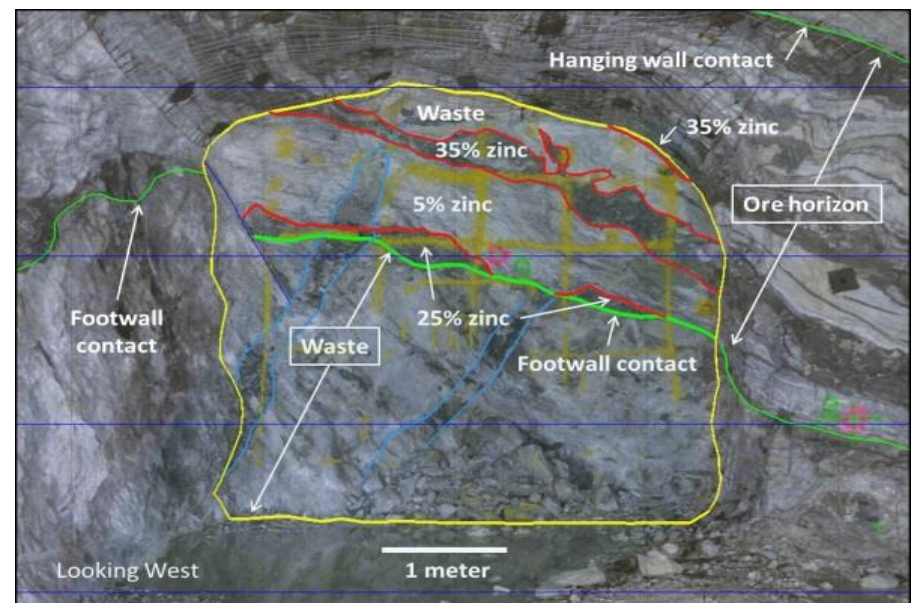 Hanging wall contact
Waste
35% zinc
35% zinc
5% zinc
Ore horizon
Footwall
contact
25% zinc
Waste
Footwall contact
Looking West
1 meter